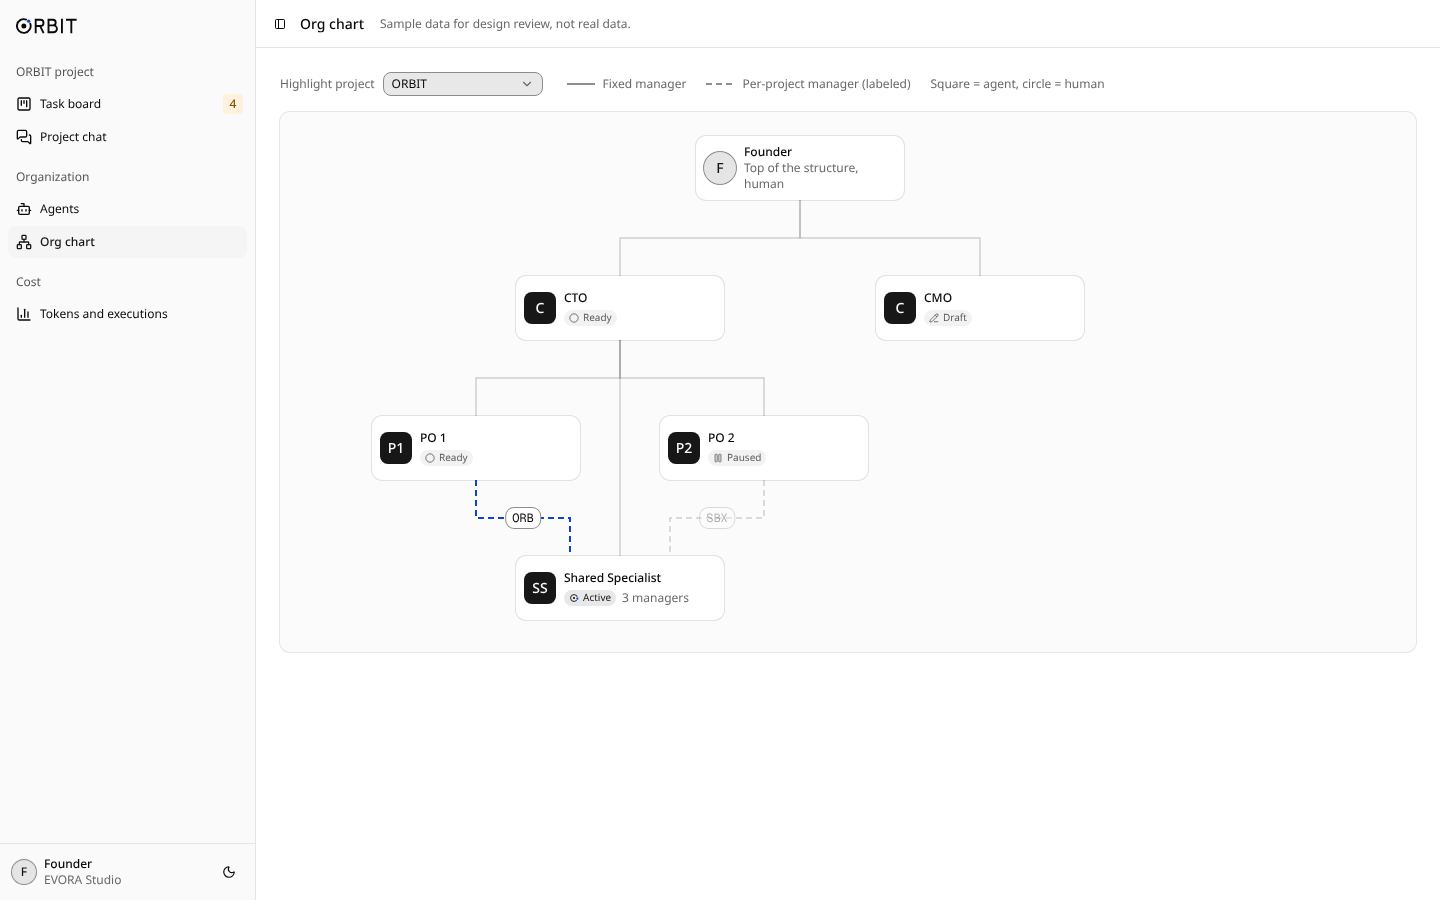 ORBIT
ORBIT project
Task board 4
Project chat
Organization
Agents
Org chart
Cost
Tokens and executions
F
Founder
EVORA Studio
Org chart Sample data for design review, not real data.
Highlight project ORBIT Fixed manager Per-project manager (labeled) Square = agent, circle = human
F
Founder
Top of the structure,
human
C
CTO
Ready
C
CMO
Draft
P1
PO 1
Ready
P2
PO 2
Paused
ORB
SBX
SS
Shared Specialist
Active 3 managers